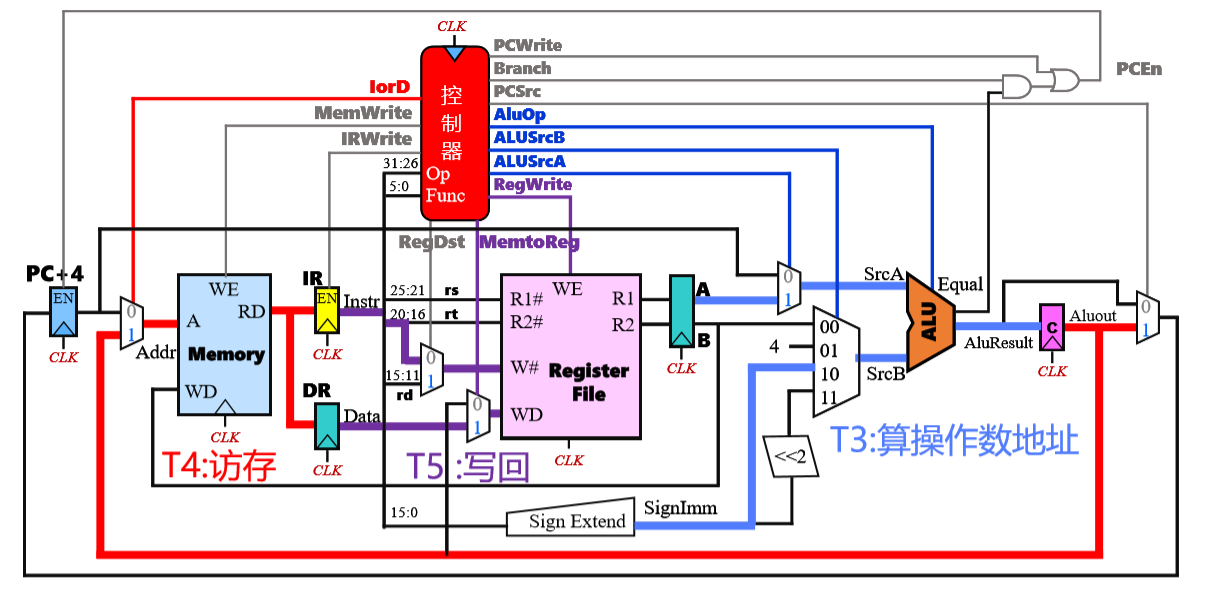 CLK
PCWrite
Branch
PCSrc
PCEn
IorD
控
制
器
AluOp
MemWrite
ALUSrcB
IRWrite
ALUSrcA
31:26
Op
RegWrite
5:0
Func
RegDst
MemtoReg
PC+4
EN
CLK
0
1
Addr
WE
RD
A
Memory
WD
CLK
IR
EN
Instr
CLK
DR
Data
CLK
25:21
rs
20:16
rt
15:11
rd
0
1
0
1
WE
R1#
R1
R2#
R2
W#
Register
File
WD
CLK
A
B
CLK
0
1
SrcA
00
4
01
10
11
SrcB
<<2
ALU
Equal
AluResult
C
CLK
Aluout
0
1
T3:算操作数地址
T4:访存
T5 :写回
15:0
Sign Extend
SignImm